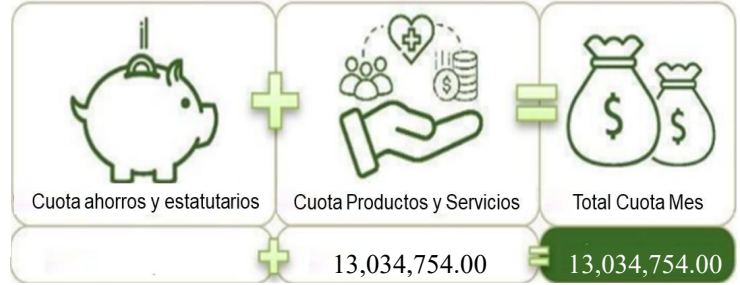 Cuota ahorros y estatutarios
Cuota Productos y Servicios
Total Cuota Mes
13,034,754.00
13,034,754.00